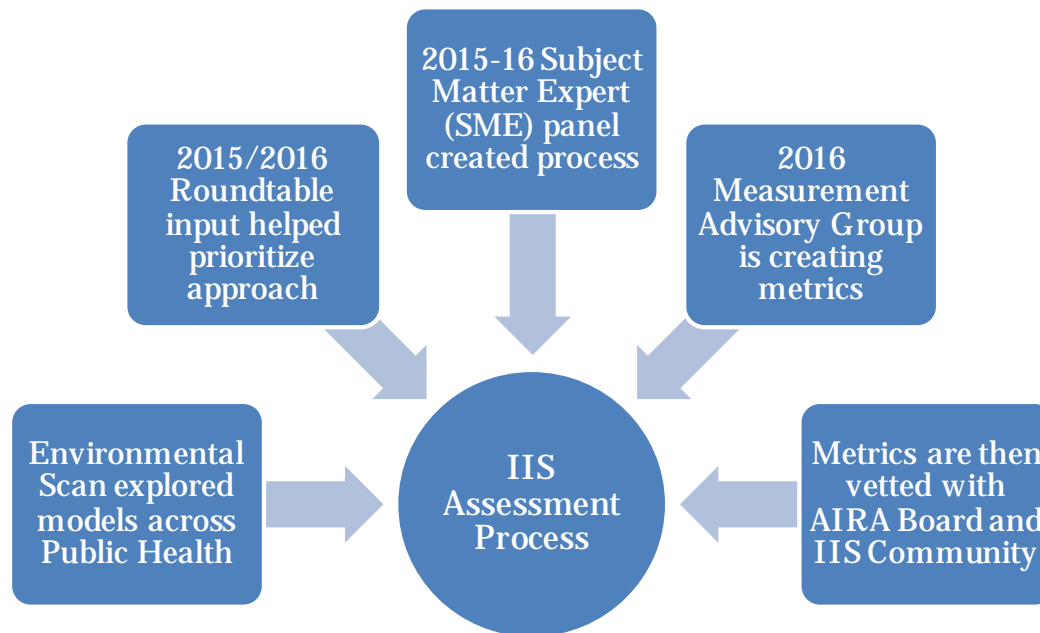 Environmental
Scan explored
models across
Public Health
2015/2016
Roundtable
input helped
prioritize
approach
2015-16 Subject
Matter Expert
(SME) panel
created process
2016
Measurement
Advisory Group
is creating
metrics
Metrics are then
vetted with
AIRA Board and
IIS Community
IIS
Assessment
Process